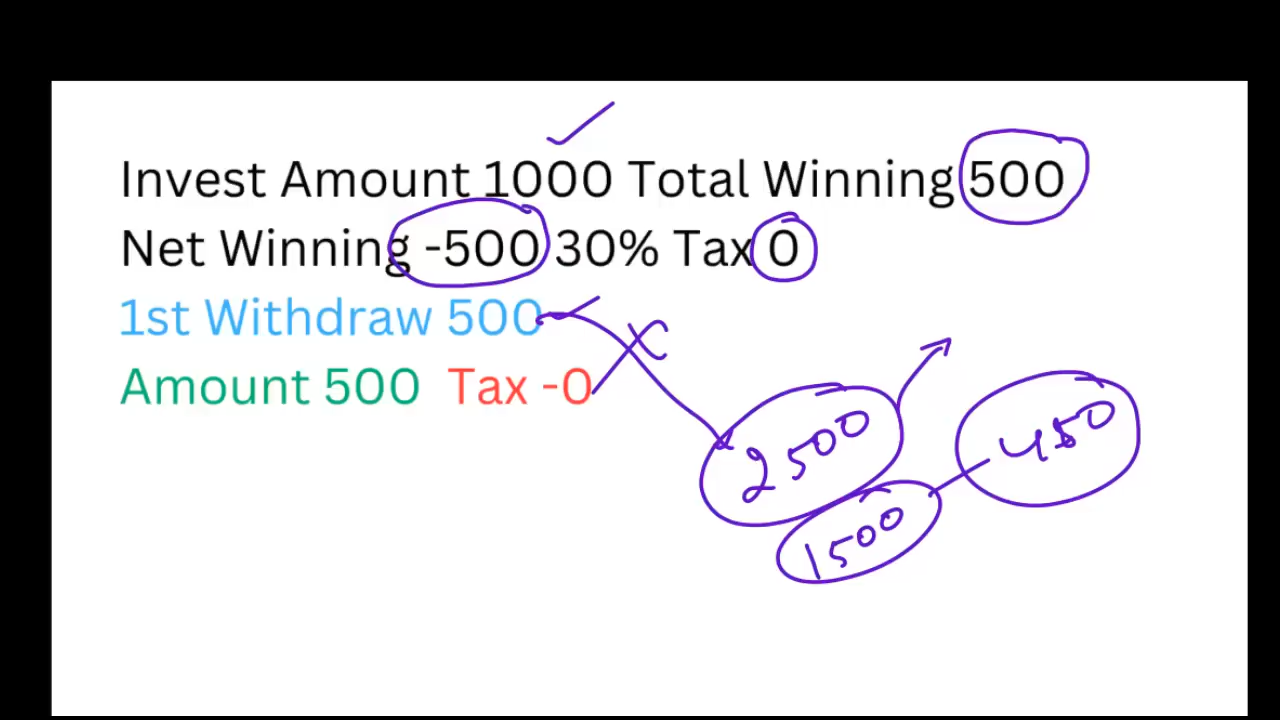 Invest Amount 1000 Total Winning 500
Net Winning -500 30% Tax 0
1st Withdraw 500
Amount 500 Tax -0
2500
450
1500